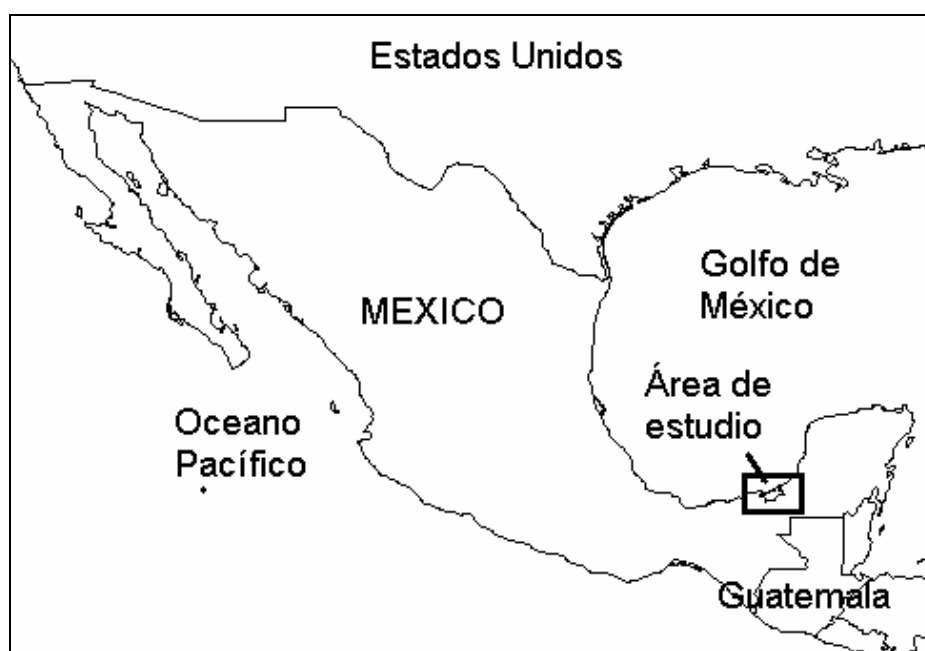 Estados Unidos
Golfo de
México
MEXICO
Área de
estudio
Oceano
Pacífico
Guatemala